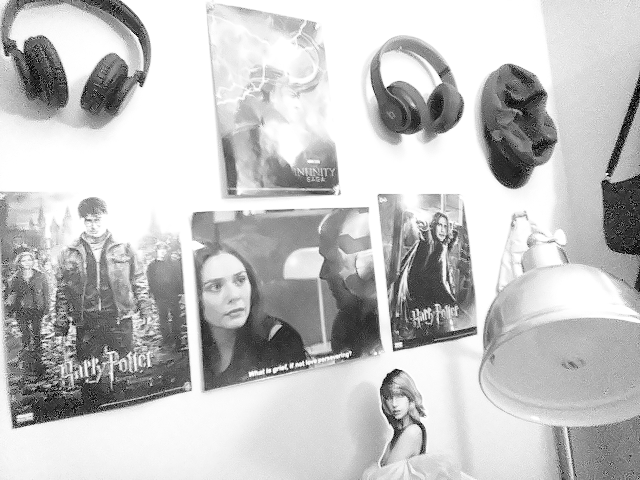 INFINITY
SAGA
Harry Potter
What is grief, if not love persevering?
Harry Potter